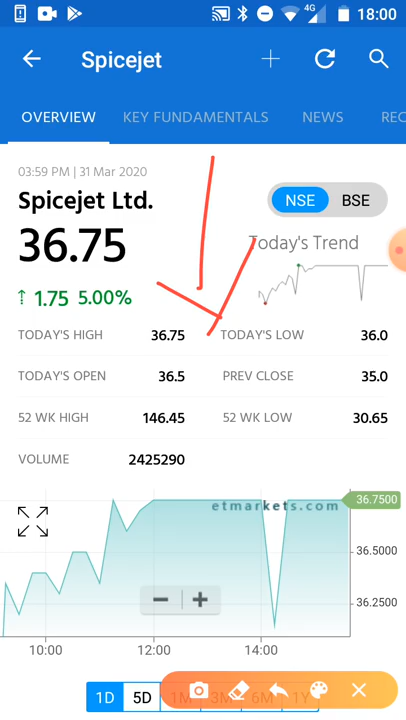 4G 18:00
Spicejet
OVERVIEW KEY FUNDAMENTALS NEWS REC
03:59 PM | 31 Mar 2020
Spicejet Ltd.
NSE BSE
36.75
Today's Trend
↑ 1.75 5.00%
TODAY'S HIGH 36.75 TODAY'S LOW 36.0
TODAY'S OPEN 36.5 PREV CLOSE 35.0
52 WK HIGH 146.45 52 WK LOW 30.65
VOLUME 2425290
etmarkets.com
36.7500
36.5000
36.2500
− +
10:00 12:00 14:00
1D 5D 1M 3M 6M 1Y